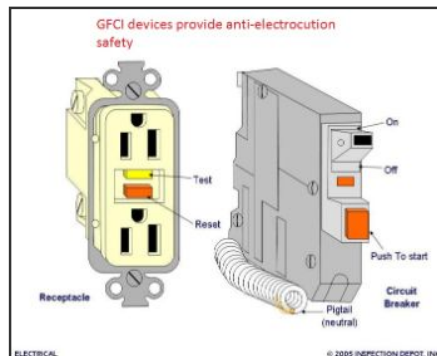 GFCI devices provide anti-electrocution
safety
On
Off
Test
Reset
Push To start
Receptacle
Pigtail
(neutral)
Circuit
Breaker
ELECTRICAL
© 2005 INSPECTION DEPOT, INC